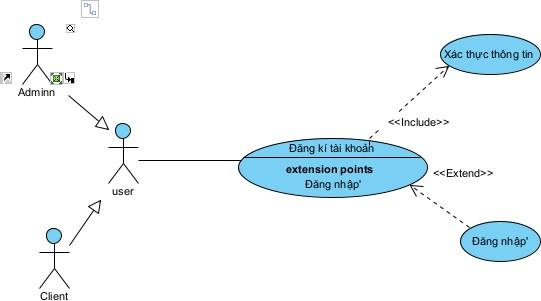 Adminn
user
Client
Đăng kí tài khoản
extension points
Đăng nhập'
<<Include>>
Xác thực thông tin
<<Extend>>
Đăng nhập'